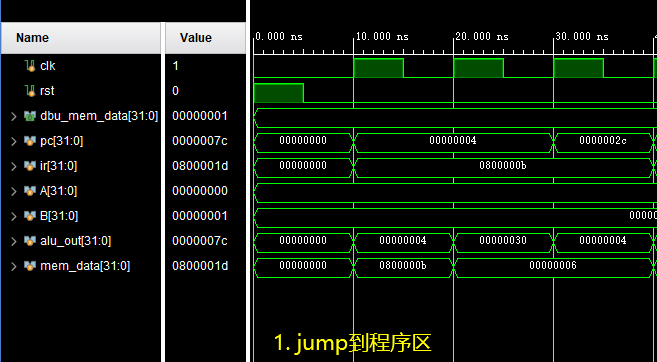 Name Value
0.000 ns 10.000 ns 20.000 ns 30.000 ns
clk 1
rst 0
dbu_mem_data[31:0] 00000001
pc[31:0] 0000007c 00000000 00000004 0000002c
ir[31:0] 0800001d 00000000 0800000b
A[31:0] 00000000
B[31:0] 00000001 00000
alu_out[31:0] 0000007c 00000000 00000004 00000030 00000004
mem_data[31:0] 0800001d 00000000 0800000b 00000006
1. jump到程序区